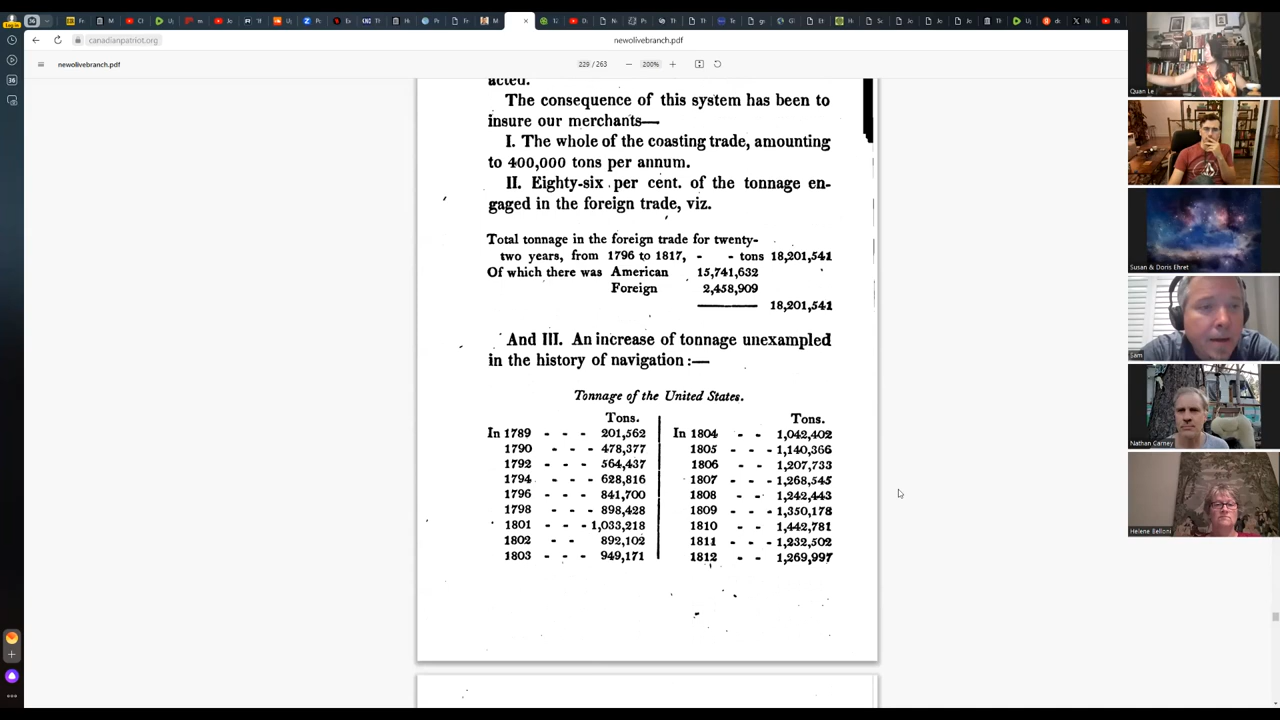 canadianpatriot.org
newolivebranch.pdf
newolivebranch.pdf
229 / 263
200%
acted.
The consequence of this system has been to
insure our merchants—
I. The whole of the coasting trade, amounting
to 400,000 tons per annum.
II. Eighty-six per cent. of the tonnage en-
gaged in the foreign trade, viz.
Total tonnage in the foreign trade for twenty-
two years, from 1796 to 1817, - - tons 18,201,541
Of which there was American 15,741,632
Foreign 2,458,909
18,201,541
And III. An increase of tonnage unexampled
in the history of navigation:—
Tonnage of the United States.
Tons. Tons.
In 1789 - - - 201,562 In 1804 - - 1,042,402
1790 - - - 478,377 1805 - - - 1,140,366
1792 - - - 564,437 1806 - - 1,207,733
1794 - - - 628,816 1807 - - - 1,268,545
1796 - - - 841,700 1808 - - 1,242,443
1798 - - - 898,428 1809 - - - 1,350,178
1801 - - - 1,033,218 1810 - - 1,442,781
1802 - - 892,102 1811 - - - 1,232,502
1803 - - - 949,171 1812 - - 1,269,997
Quan Le
Susan & Doris Ehret
Sam
Nathan Carney
Helene Belloni